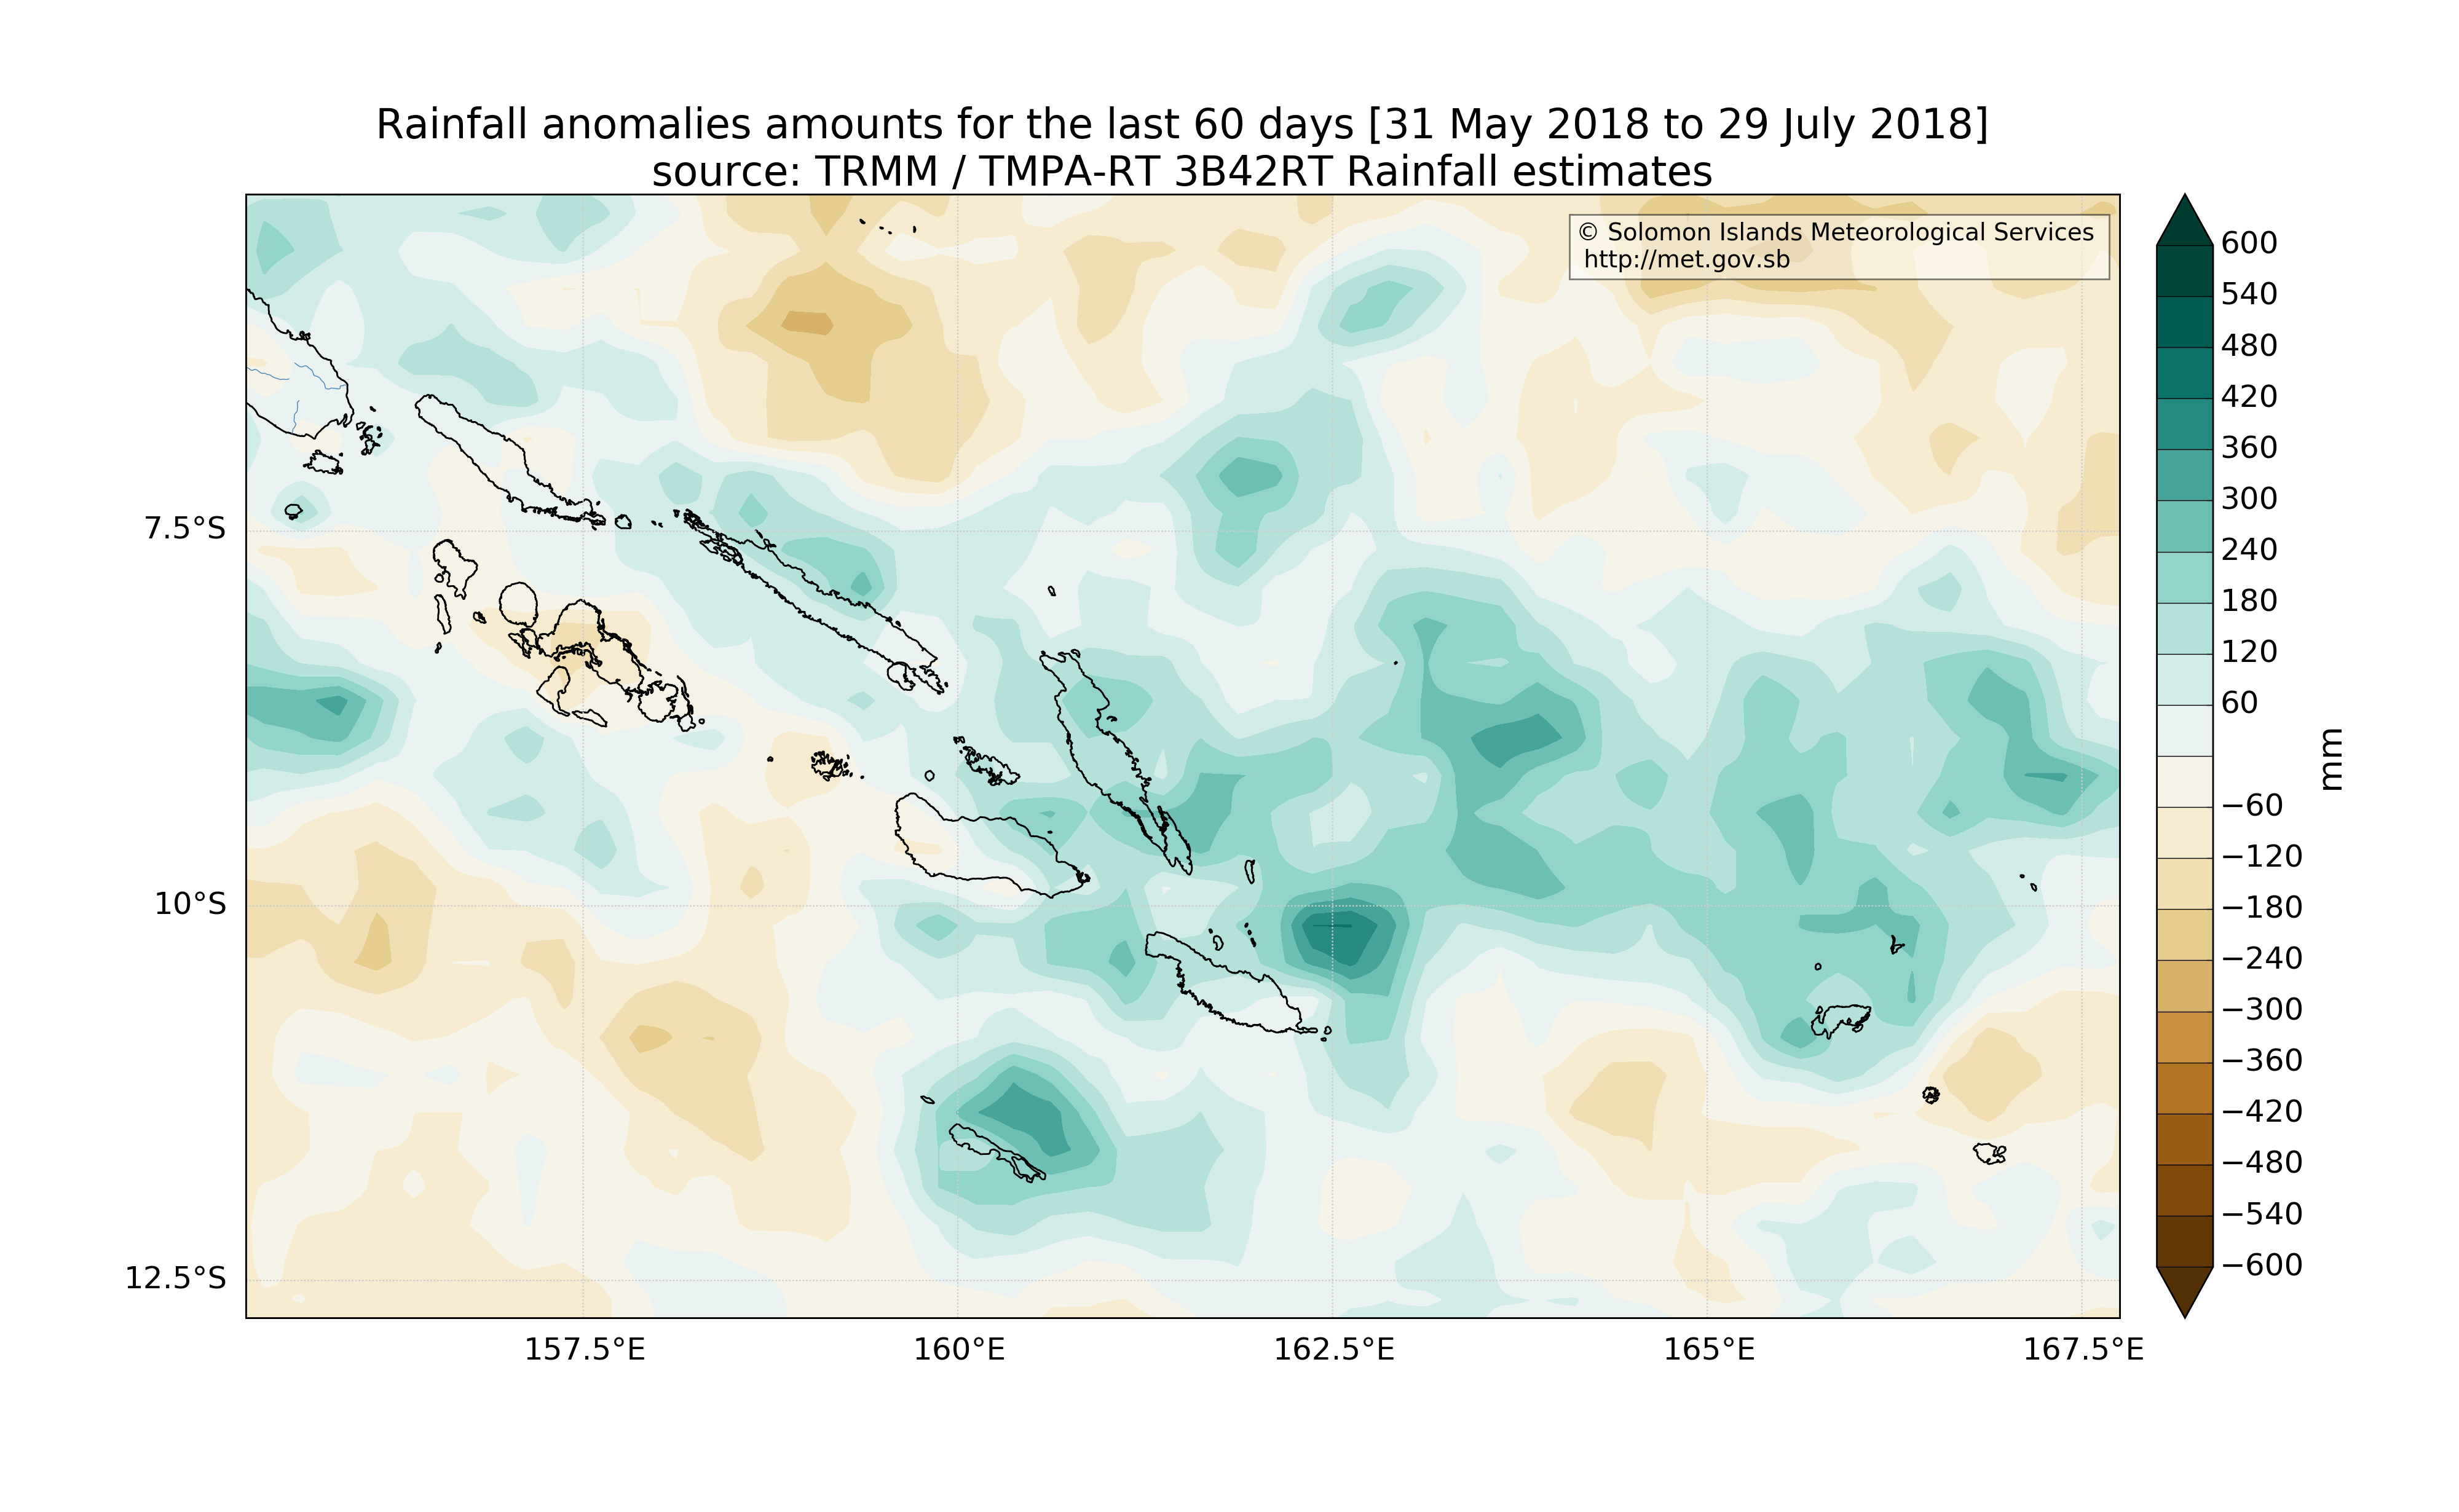 Rainfall anomalies amounts for the last 60 days [31 May 2018 to 29 July 2018]
source: TRMM / TMPA-RT 3B42RT Rainfall estimates
© Solomon Islands Meteorological Services
http://met.gov.sb
7.5°S
10°S
12.5°S
157.5°E
160°E
162.5°E
165°E
167.5°E
600
540
480
420
360
300
240
180
120
60
−60
−120
−180
−240
−300
−360
−420
−480
−540
−600
mm